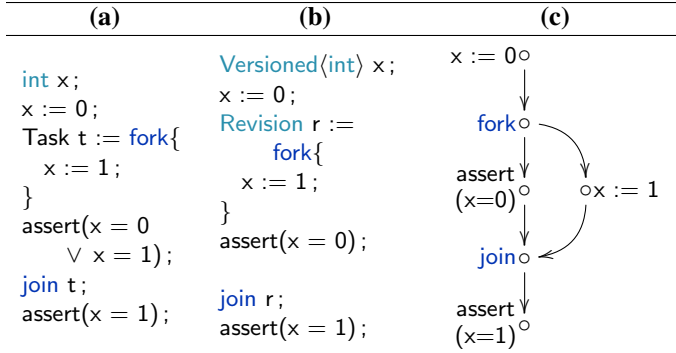 (a)
int x;
x := 0;
Task t := fork{
x := 1;
}
assert(x = 0
∨ x = 1);
join t;
assert(x = 1);
(b)
Versioned⟨int⟩ x;
x := 0;
Revision r :=
fork{
x := 1;
}
assert(x = 0);
join r;
assert(x = 1);
(c)
x := 0
fork
assert
(x=0)
x := 1
join
assert
(x=1)